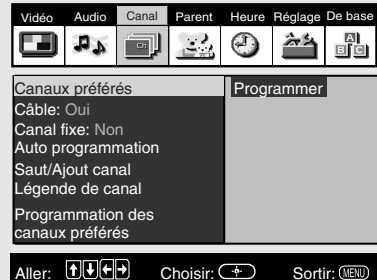 Vidéo Audio Canal Parent Heure Réglage De base
Ch
A
B C
Canaux préférés Programmer
Câble: Oui
Canal fixe: Non
Auto programmation
Saut/Ajout canal
Légende de canal
Programmation des
canaux préférés
Aller: Choisir: Sortir: MENU